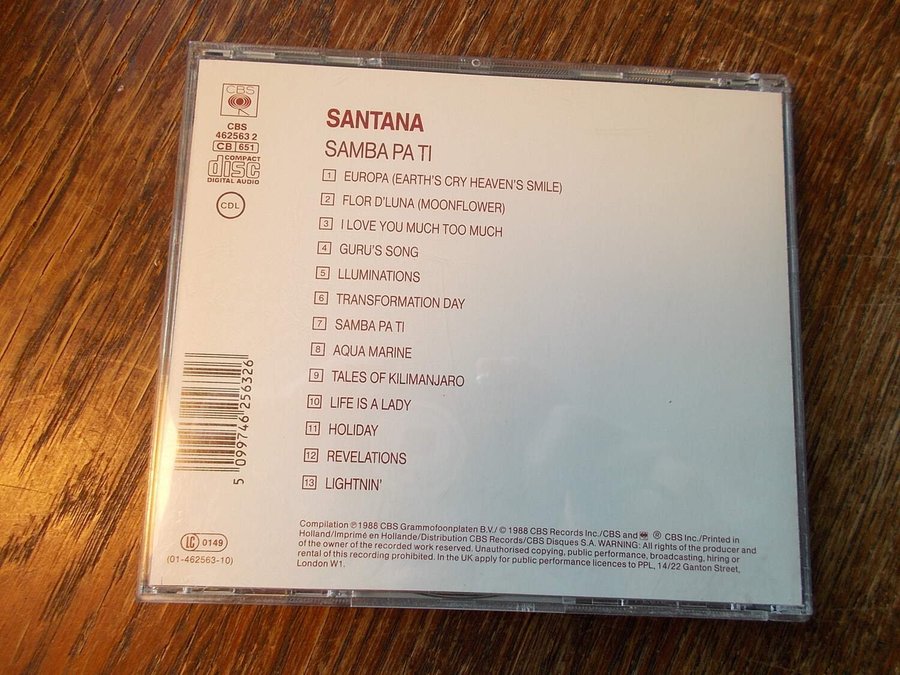 CBS
CBS
462563 2
CB 651
COMPACT
disc
DIGITAL AUDIO
CDL
SANTANA
SAMBA PA TI
1 EUROPA (EARTH'S CRY HEAVEN'S SMILE)
2 FLOR D'LUNA (MOONFLOWER)
3 I LOVE YOU MUCH TOO MUCH
4 GURU'S SONG
5 LLUMINATIONS
6 TRANSFORMATION DAY
7 SAMBA PA TI
8 AQUA MARINE
9 TALES OF KILIMANJARO
10 LIFE IS A LADY
11 HOLIDAY
12 REVELATIONS
13 LIGHTNIN'
5 099746 256326
LC 0149
(01-462563-10)
Compilation ℗ 1988 CBS Grammofoonplaten B.V./ © 1988 CBS Records Inc./CBS and ® CBS Inc./Printed in
Holland/Imprimé en Hollande/Distribution CBS Records/CBS Disques S.A. WARNING: All rights of the producer and
of the owner of the recorded work reserved. Unauthorised copying, public performance, broadcasting, hiring or
rental of this recording prohibited. In the UK apply for public performance licences to PPL, 14/22 Ganton Street,
London W1.